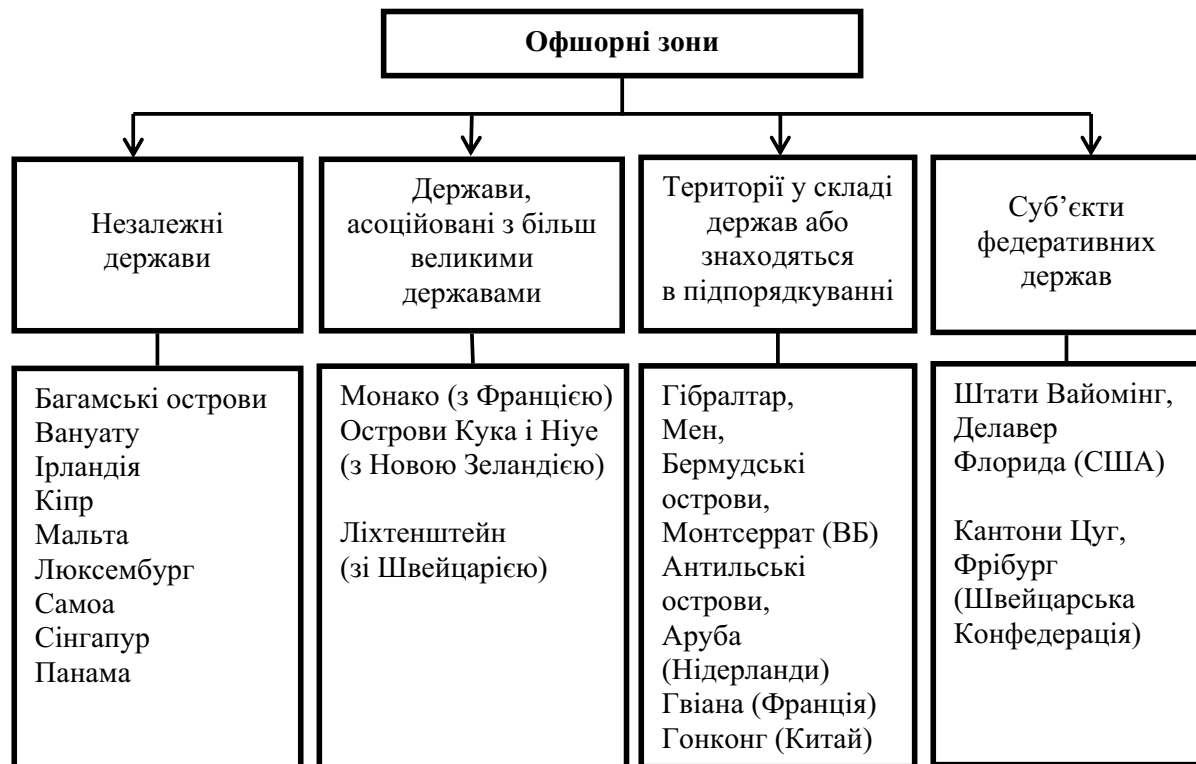 Офшорні зони
Незалежні
держави
Держави,
асоційовані з більш
великими
державами
Території у складі
держав або
знаходяться
в підпорядкуванні
Суб’єкти
федеративних
держав
Багамські острови
Вануату
Ірландія
Кіпр
Мальта
Люксембург
Самоа
Сінгапур
Панама
Монако (з Францією)
Острови Кука і Ніуе
(з Новою Зеландією)
Ліхтенштейн
(зі Швейцарією)
Гібралтар,
Мен,
Бермудські
острови,
Монтсеррат (ВБ)
Антильські
острови,
Аруба
(Нідерланди)
Гвіана (Франція)
Гонконг (Китай)
Штати Вайомінг,
Делавер
Флорида (США)
Кантони Цуг,
Фрібург
(Швейцарська
Конфедерація)